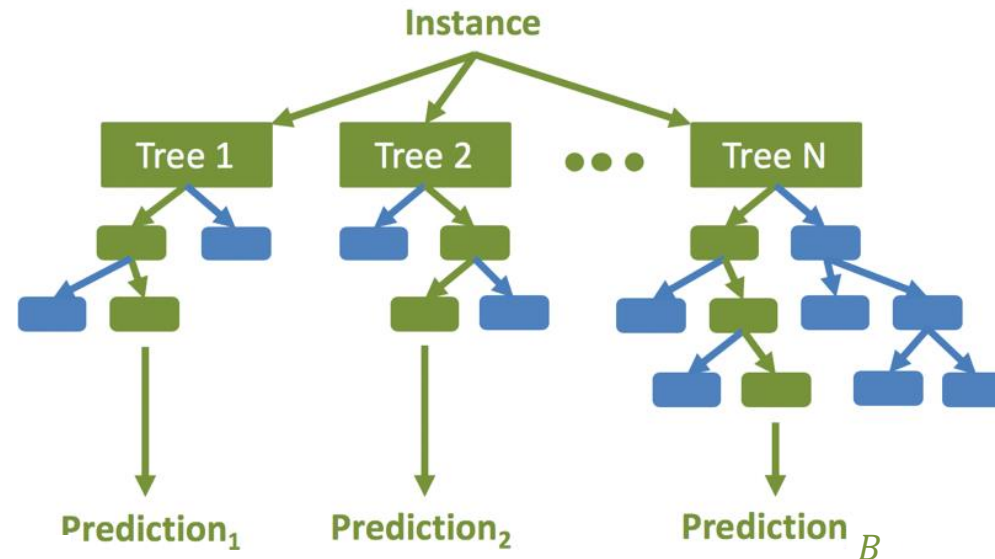 Instance
Tree 1 Tree 2 ••• Tree N
Prediction₁ Prediction₂ Prediction B